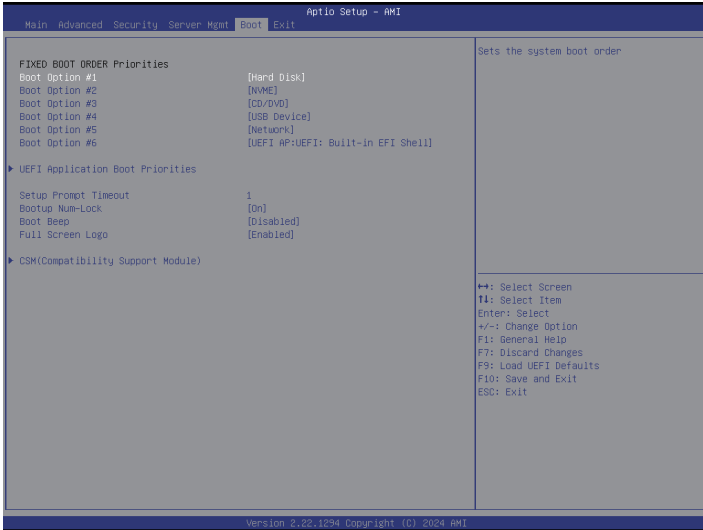 Aptio Setup - AMI
Main Advanced Security Server Mgmt Boot Exit
FIXED BOOT ORDER Priorities
Boot Option #1 [Hard Disk]
Boot Option #2 [NVME]
Boot Option #3 [CD/DVD]
Boot Option #4 [USB Device]
Boot Option #5 [Network]
Boot Option #6 [UEFI AP:UEFI: Built-in EFI Shell]
UEFI Application Boot Priorities
Setup Prompt Timeout 1
Bootup Num-Lock [On]
Boot Beep [Disabled]
Full Screen Logo [Enabled]
CSM(Compatibility Support Module)
Sets the system boot order
↔: Select Screen
↑↓: Select Item
Enter: Select
+/-: Change Option
F1: General Help
F7: Discard Changes
F9: Load UEFI Defaults
F10: Save and Exit
ESC: Exit
Version 2.22.1294 Copyright (C) 2024 AMI